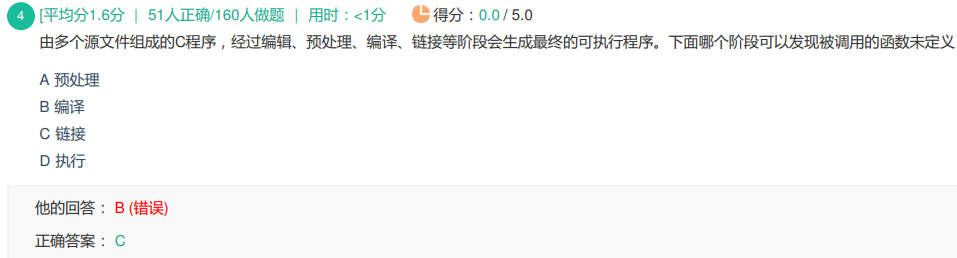 4 [平均分1.6分 | 51人正确/160人做题 | 用时：<1分 得分：0.0 / 5.0
由多个源文件组成的C程序，经过编辑、预处理、编译、链接等阶段会生成最终的可执行程序。下面哪个阶段可以发现被调用的函数未定义
A 预处理
B 编译
C 链接
D 执行
他的回答： B (错误)
正确答案： C